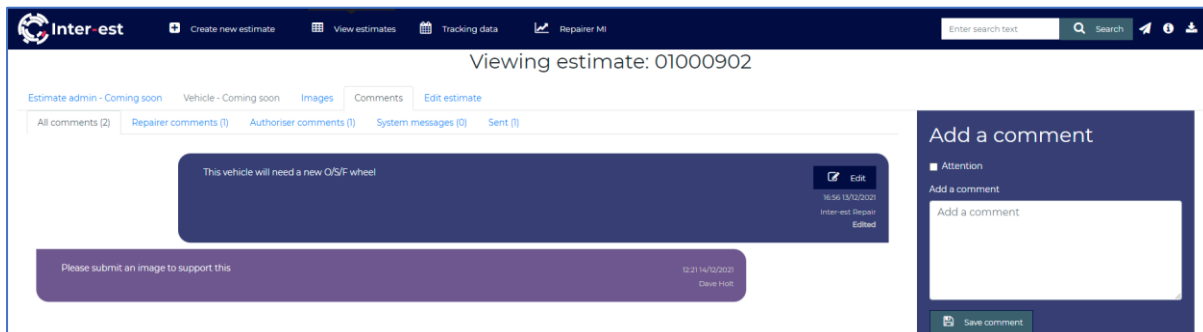 Inter-est Create new estimate View estimates Tracking data Repairer MI Enter search text Search
Viewing estimate: 01000902
Estimate admin - Coming soon Vehicle - Coming soon Images Comments Edit estimate
All comments (2) Repairer comments (1) Authoriser comments (1) System messages (0) Sent (1)
This vehicle will need a new O/S/F wheel
Edit
16:56 13/12/2021
Inter-est Repair
Edited
Please submit an image to support this
12:21 14/12/2021
Dave Holt
Add a comment
Attention
Add a comment
Add a comment
Save comment